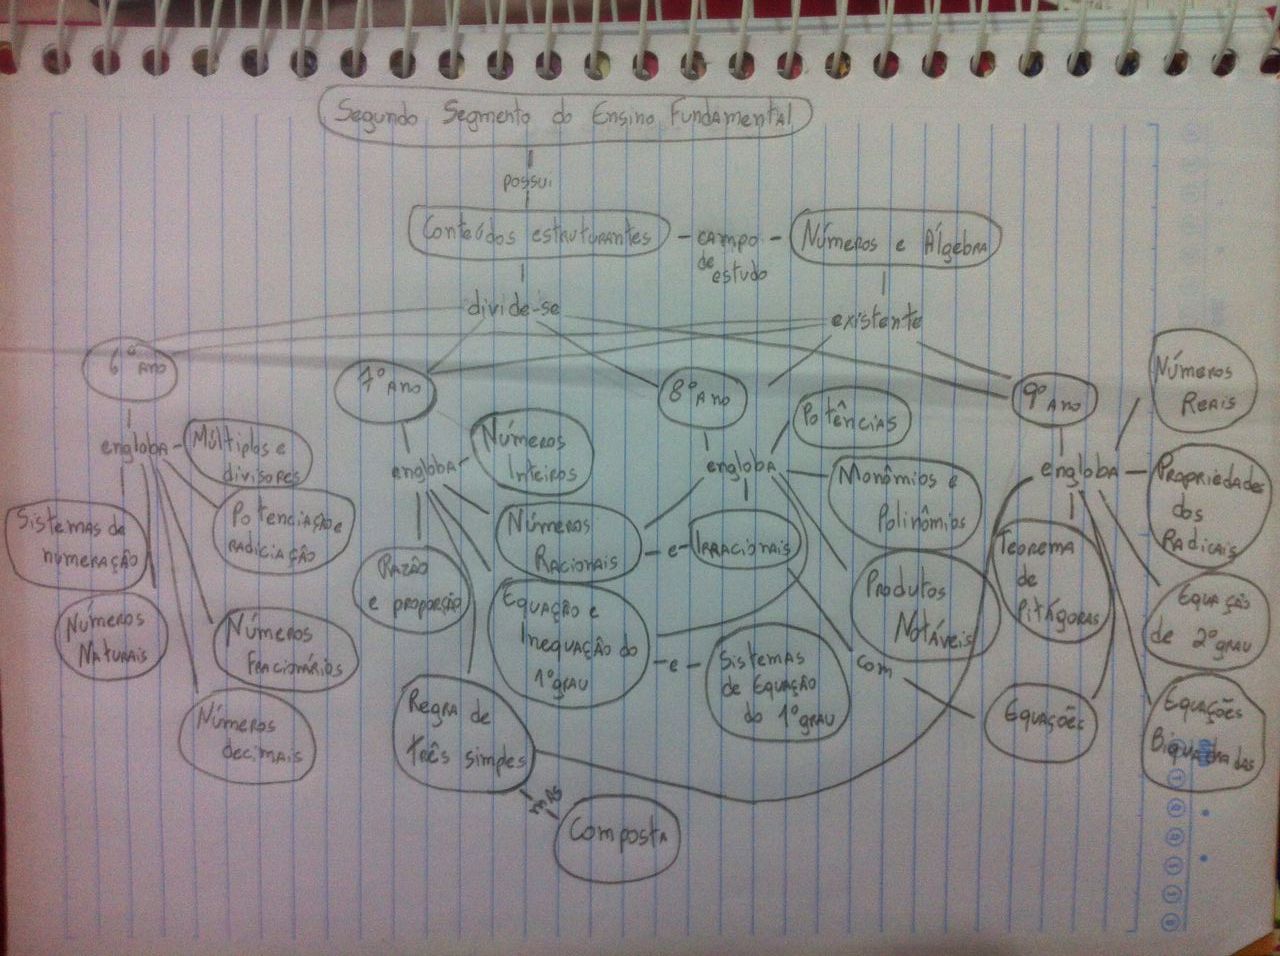 Segundo Segmento do Ensino Fundamental
possui
Conteúdos estruturantes
campo
de
estudo
Números e Álgebra
divide-se
existente
6º ano
7º Ano
8º Ano
9º Ano
engloba
Múltiplos e
divisores
Potenciação e
radiciação
Sistemas de
numeração
Números
Naturais
Números
Fracionários
Números
decimais
engloba
Números
Inteiros
Números
Racionais
e
Irracionais
Razão
e proporção
Equação e
Inequação do
1º grau
e
Sistemas
de Equação
do 1º grau
Regra de
três simples
mas
Composta
engloba
Potências
Monômios e
Polinômios
Produtos
Notáveis
com
Equações
engloba
Números
Reais
Propriedades
dos
Radicais
Teorema
de
Pitágoras
Equação
de 2º grau
Equações
Biquadradas